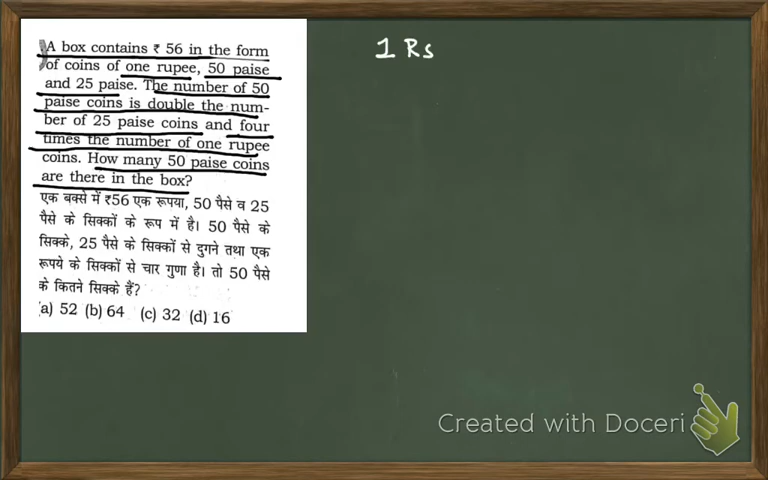 A box contains ₹ 56 in the form
of coins of one rupee, 50 paise
and 25 paise. The number of 50
paise coins is double the num-
ber of 25 paise coins and four
times the number of one rupee
coins. How many 50 paise coins
are there in the box?
एक बक्से में ₹56 एक रूपया, 50 पैसे व 25
पैसे के सिक्कों के रूप में है। 50 पैसे के
सिक्के, 25 पैसे के सिक्कों से दुगने तथा एक
रूपये के सिक्कों से चार गुणा है। तो 50 पैसे
के कितने सिक्के हैं?
(a) 52 (b) 64 (c) 32 (d) 16
1 Rs
Created with Doceri